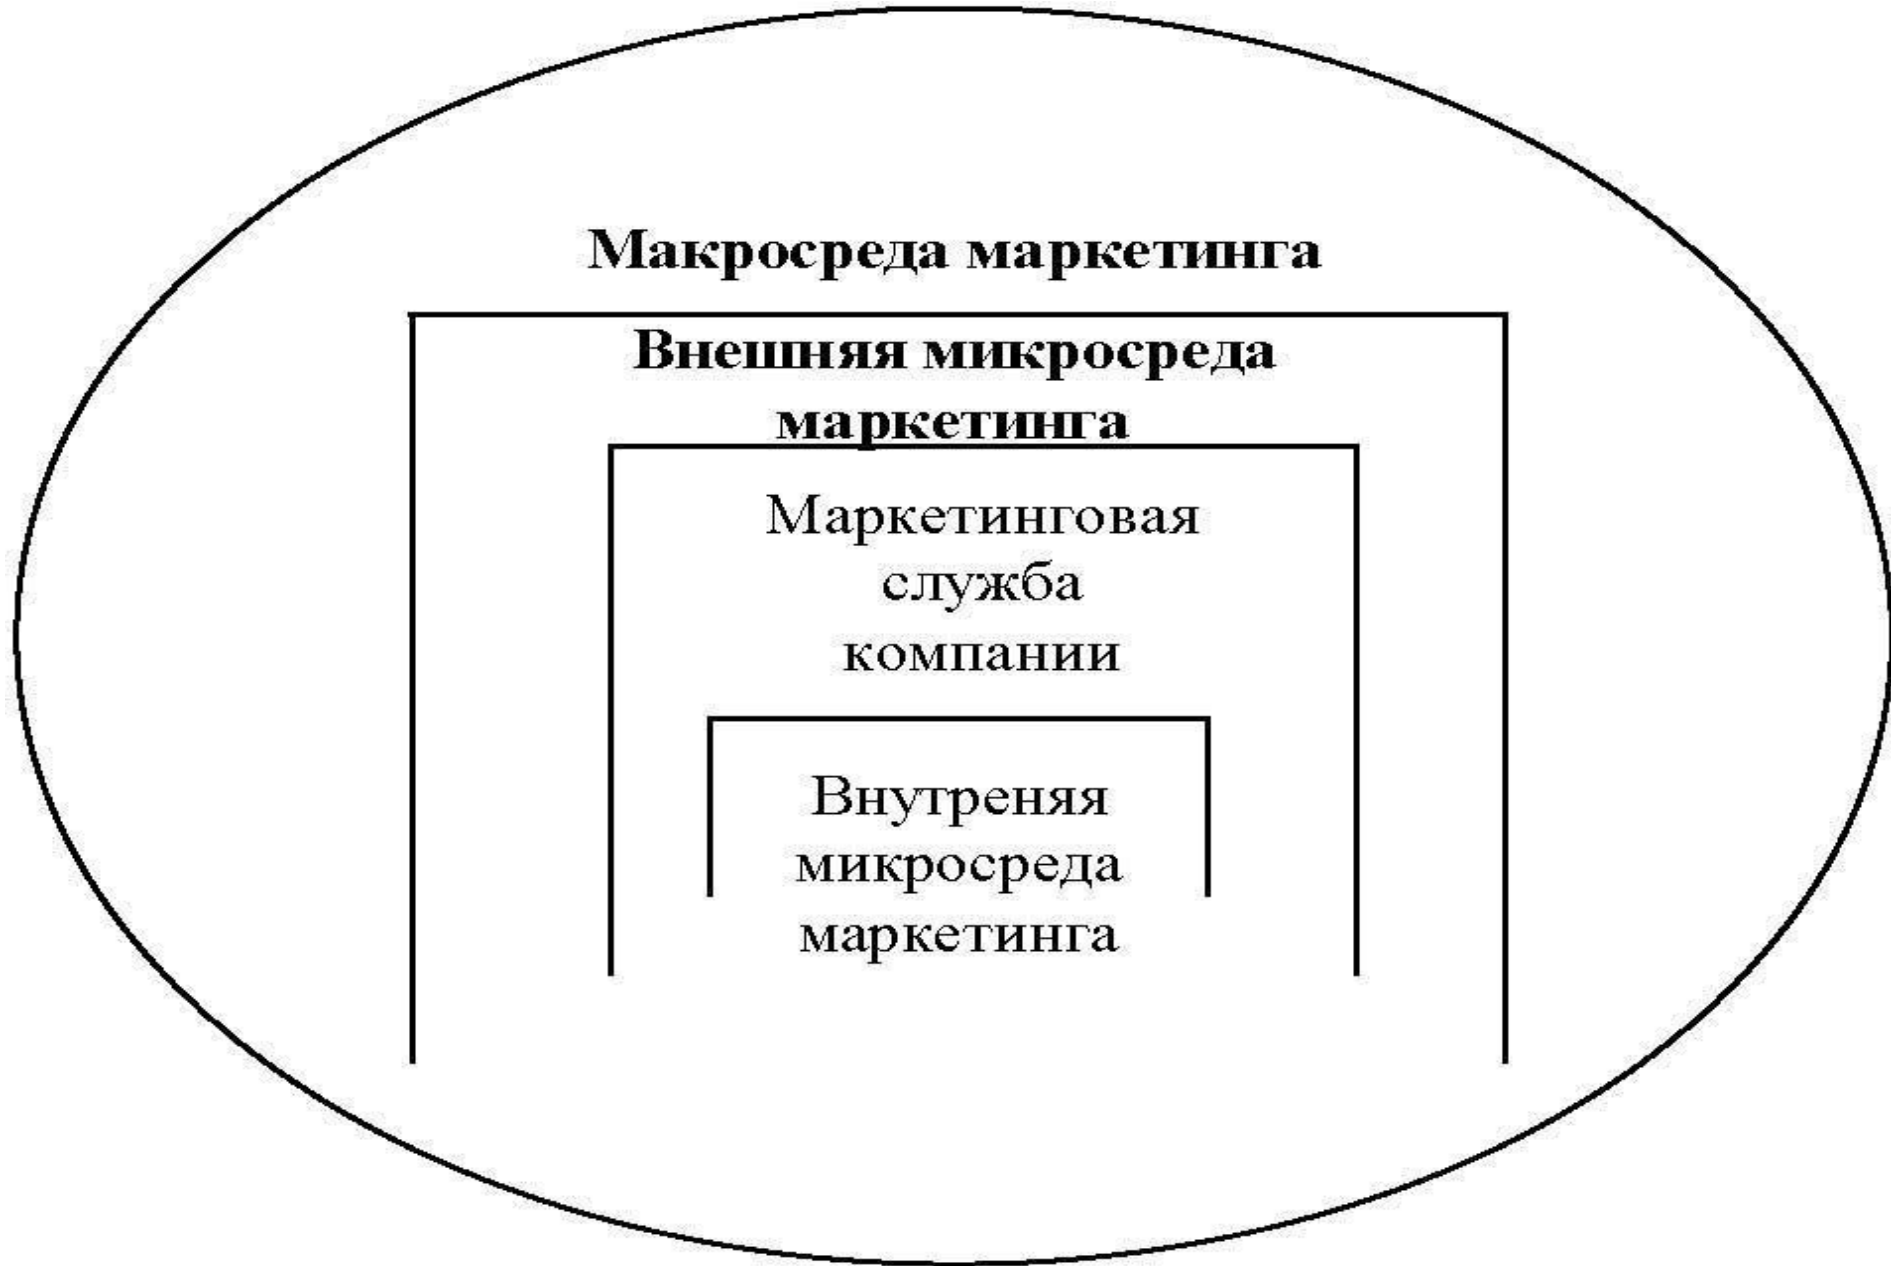 Макросреда маркетинга
Внешняя микросреда
маркетинга
Маркетинговая
служба
компании
Внутреняя
микросреда
маркетинга